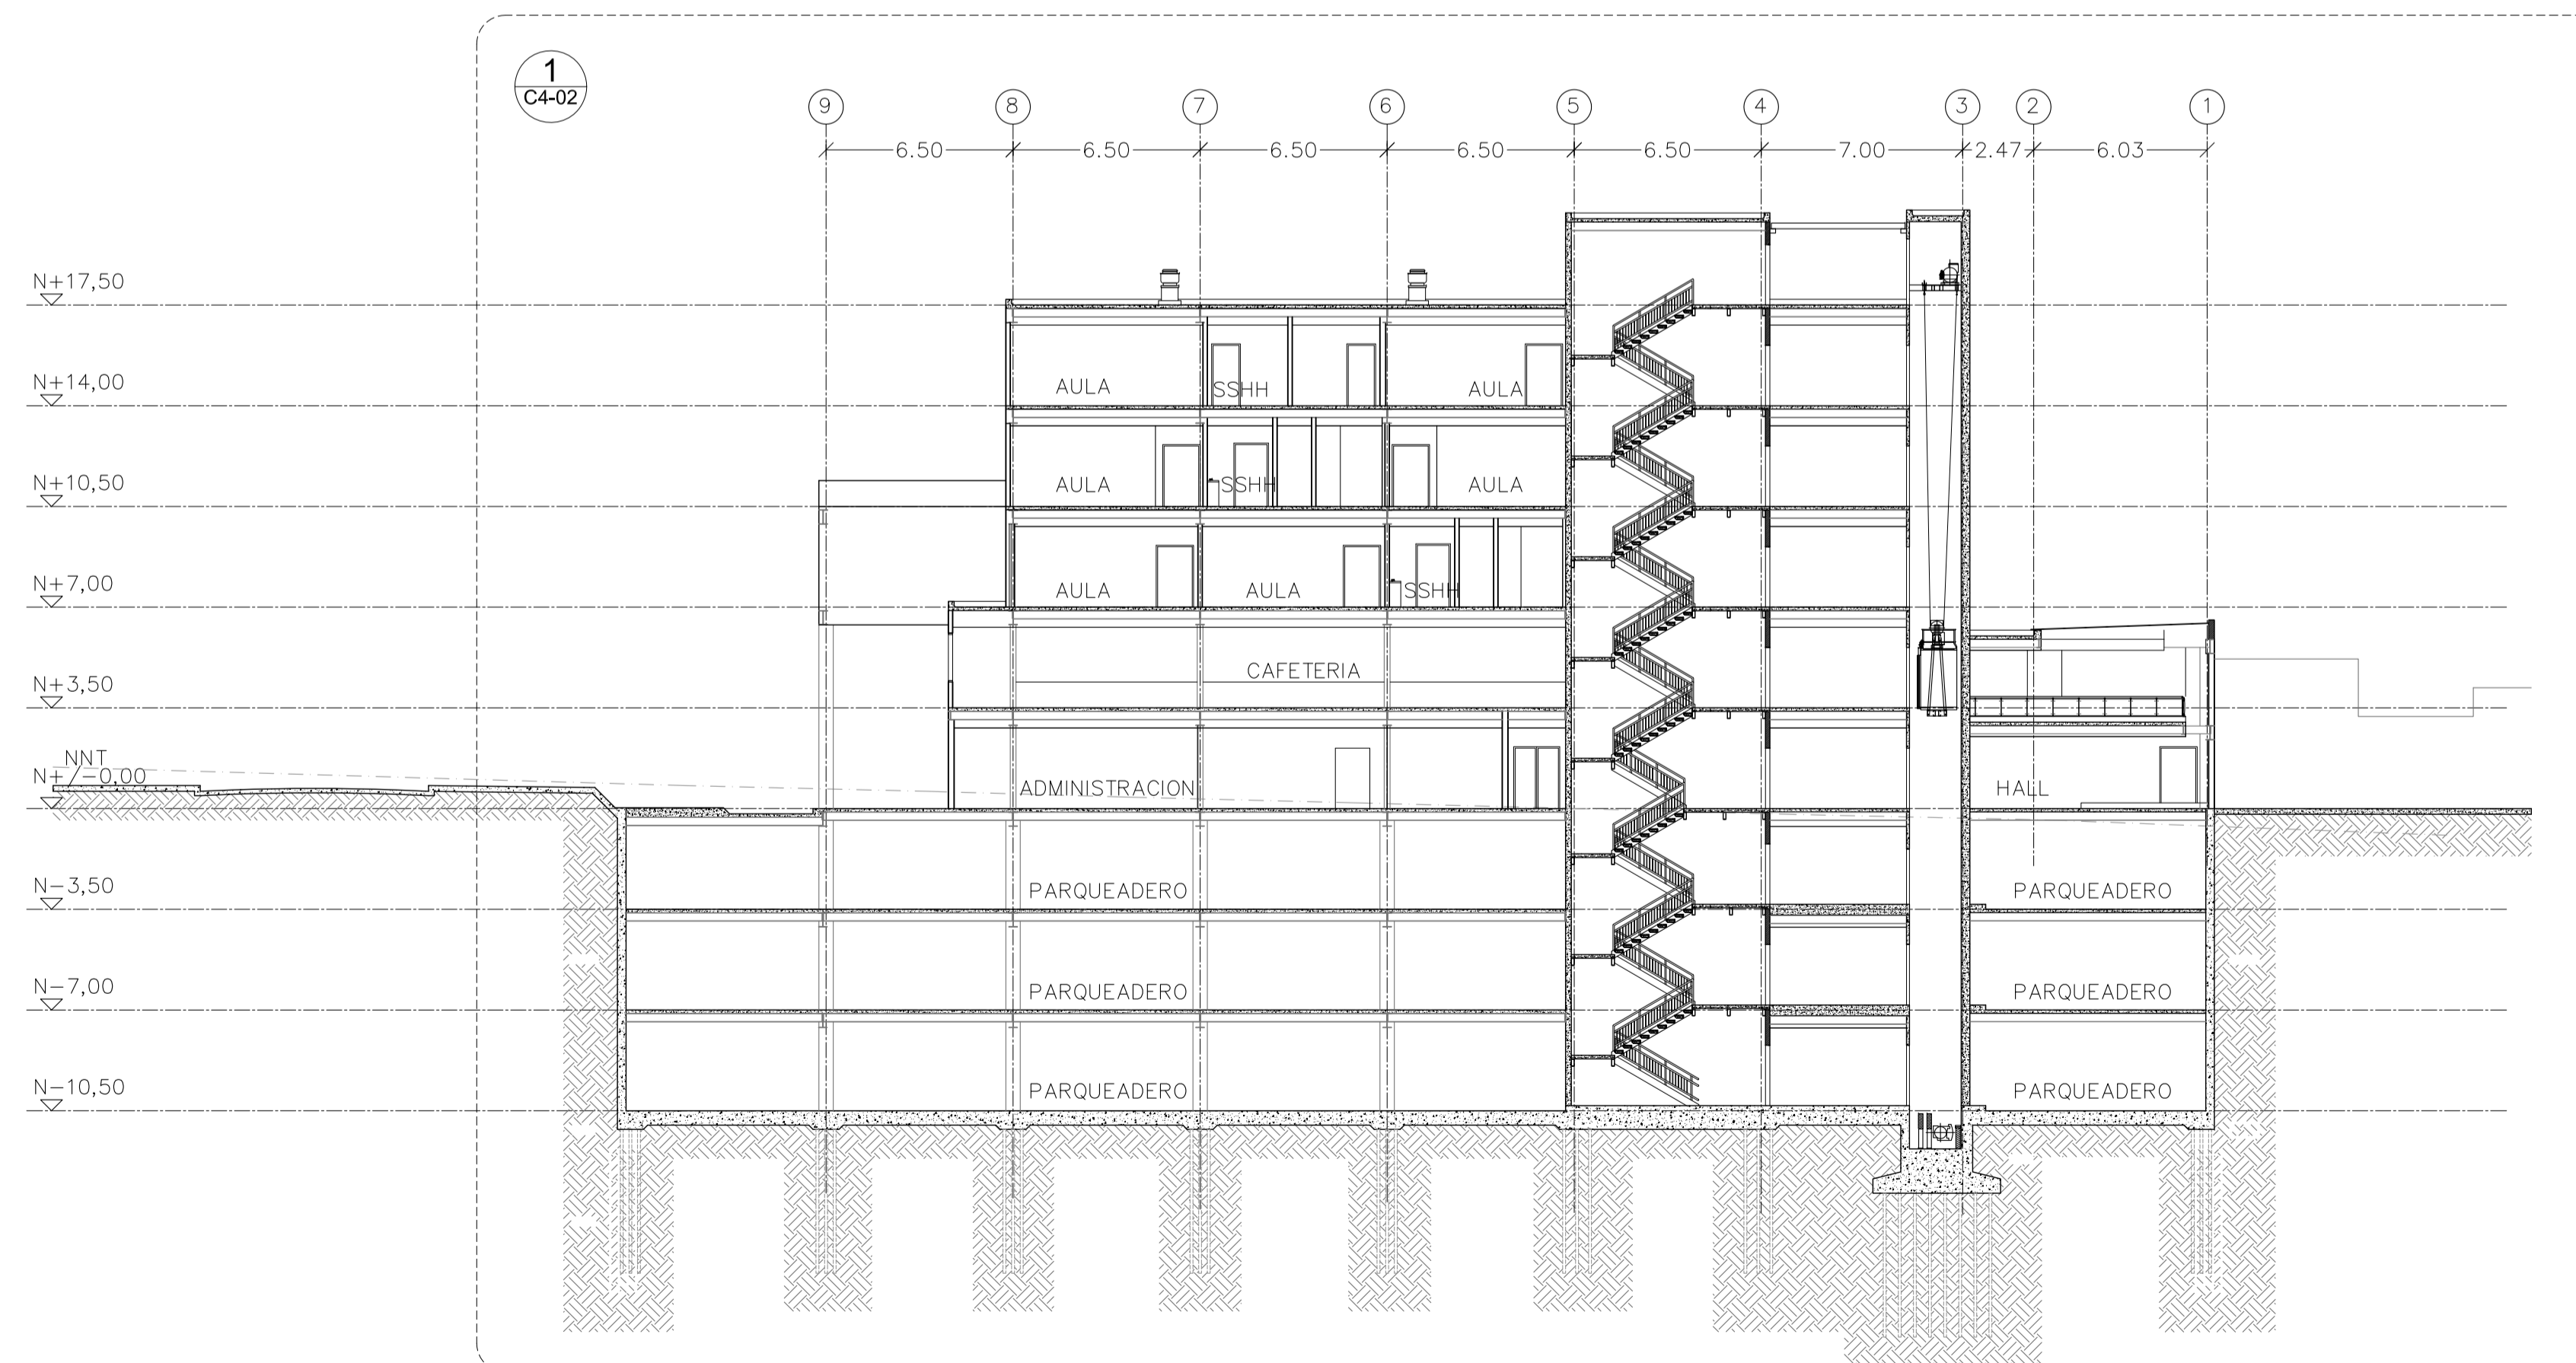 1
C4-02
9 8 7 6 5 4 3 2 1
6.50 6.50 6.50 6.50 6.50 7.00 2.47 6.03
N+17,50
N+14,00
AULA SSHH AULA
N+10,50
AULA SSHH AULA
N+7,00
AULA AULA SSHH
N+3,50
CAFETERIA
NNT
N+/-0,00
ADMINISTRACION HALL
N-3,50
PARQUEADERO PARQUEADERO
N-7,00
PARQUEADERO PARQUEADERO
N-10,50
PARQUEADERO PARQUEADERO